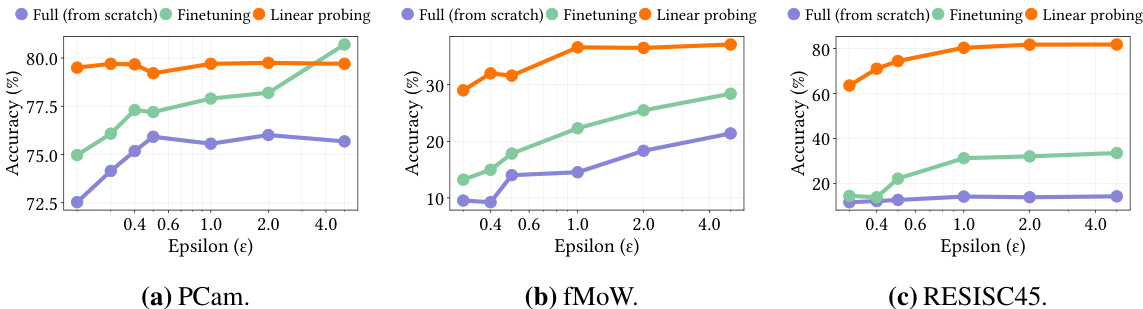 Full (from scratch) Finetuning Linear probing
Accuracy (%)
80.0
77.5
75.0
72.5
0.4 0.6 1.0 2.0 4.0
Epsilon (ε)
(a) PCam.
Full (from scratch) Finetuning Linear probing
Accuracy (%)
30
20
10
0.4 0.6 1.0 2.0 4.0
Epsilon (ε)
(b) fMoW.
Full (from scratch) Finetuning Linear probing
Accuracy (%)
80
60
40
20
0.4 0.6 1.0 2.0 4.0
Epsilon (ε)
(c) RESISC45.